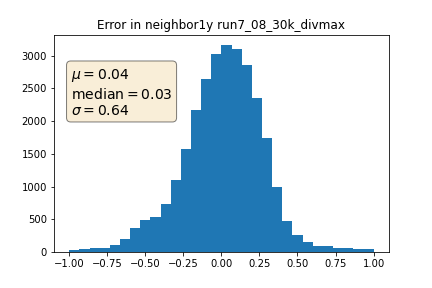 Error in neighbor1y run7_08_30k_divmax
3000
2500
2000
1500
1000
500
0
μ = 0.04
median = 0.03
σ = 0.64
−1.00 −0.75 −0.50 −0.25 0.00 0.25 0.50 0.75 1.00